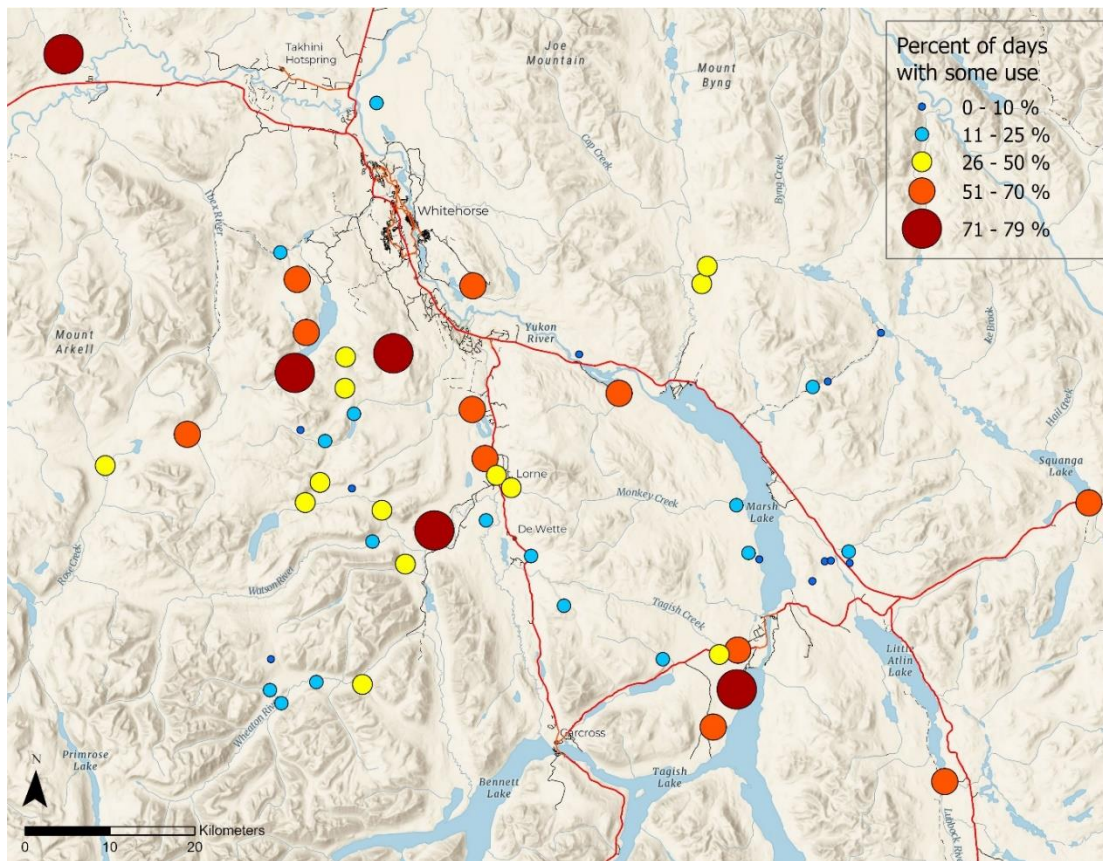 Percent of days
with some use
0 - 10 %
11 - 25 %
26 - 50 %
51 - 70 %
71 - 79 %
Takhini
Hotspring
Joe
Mountain
Mount
Byng
Cap Creek
Byng Creek
Ibex River
Whitehorse
Mount
Arkell
Yukon
River
Hall Creek
Squanga
Lake
Lorne
Monkey Creek
Marsh
Lake
De Wette
Rose Creek
Watson River
Tagish Creek
Little
Atlin
Lake
Wheaton River
Carcross
Primrose
Lake
Bennett
Lake
Tagish
Lake
N
Kilometers
0 10 20